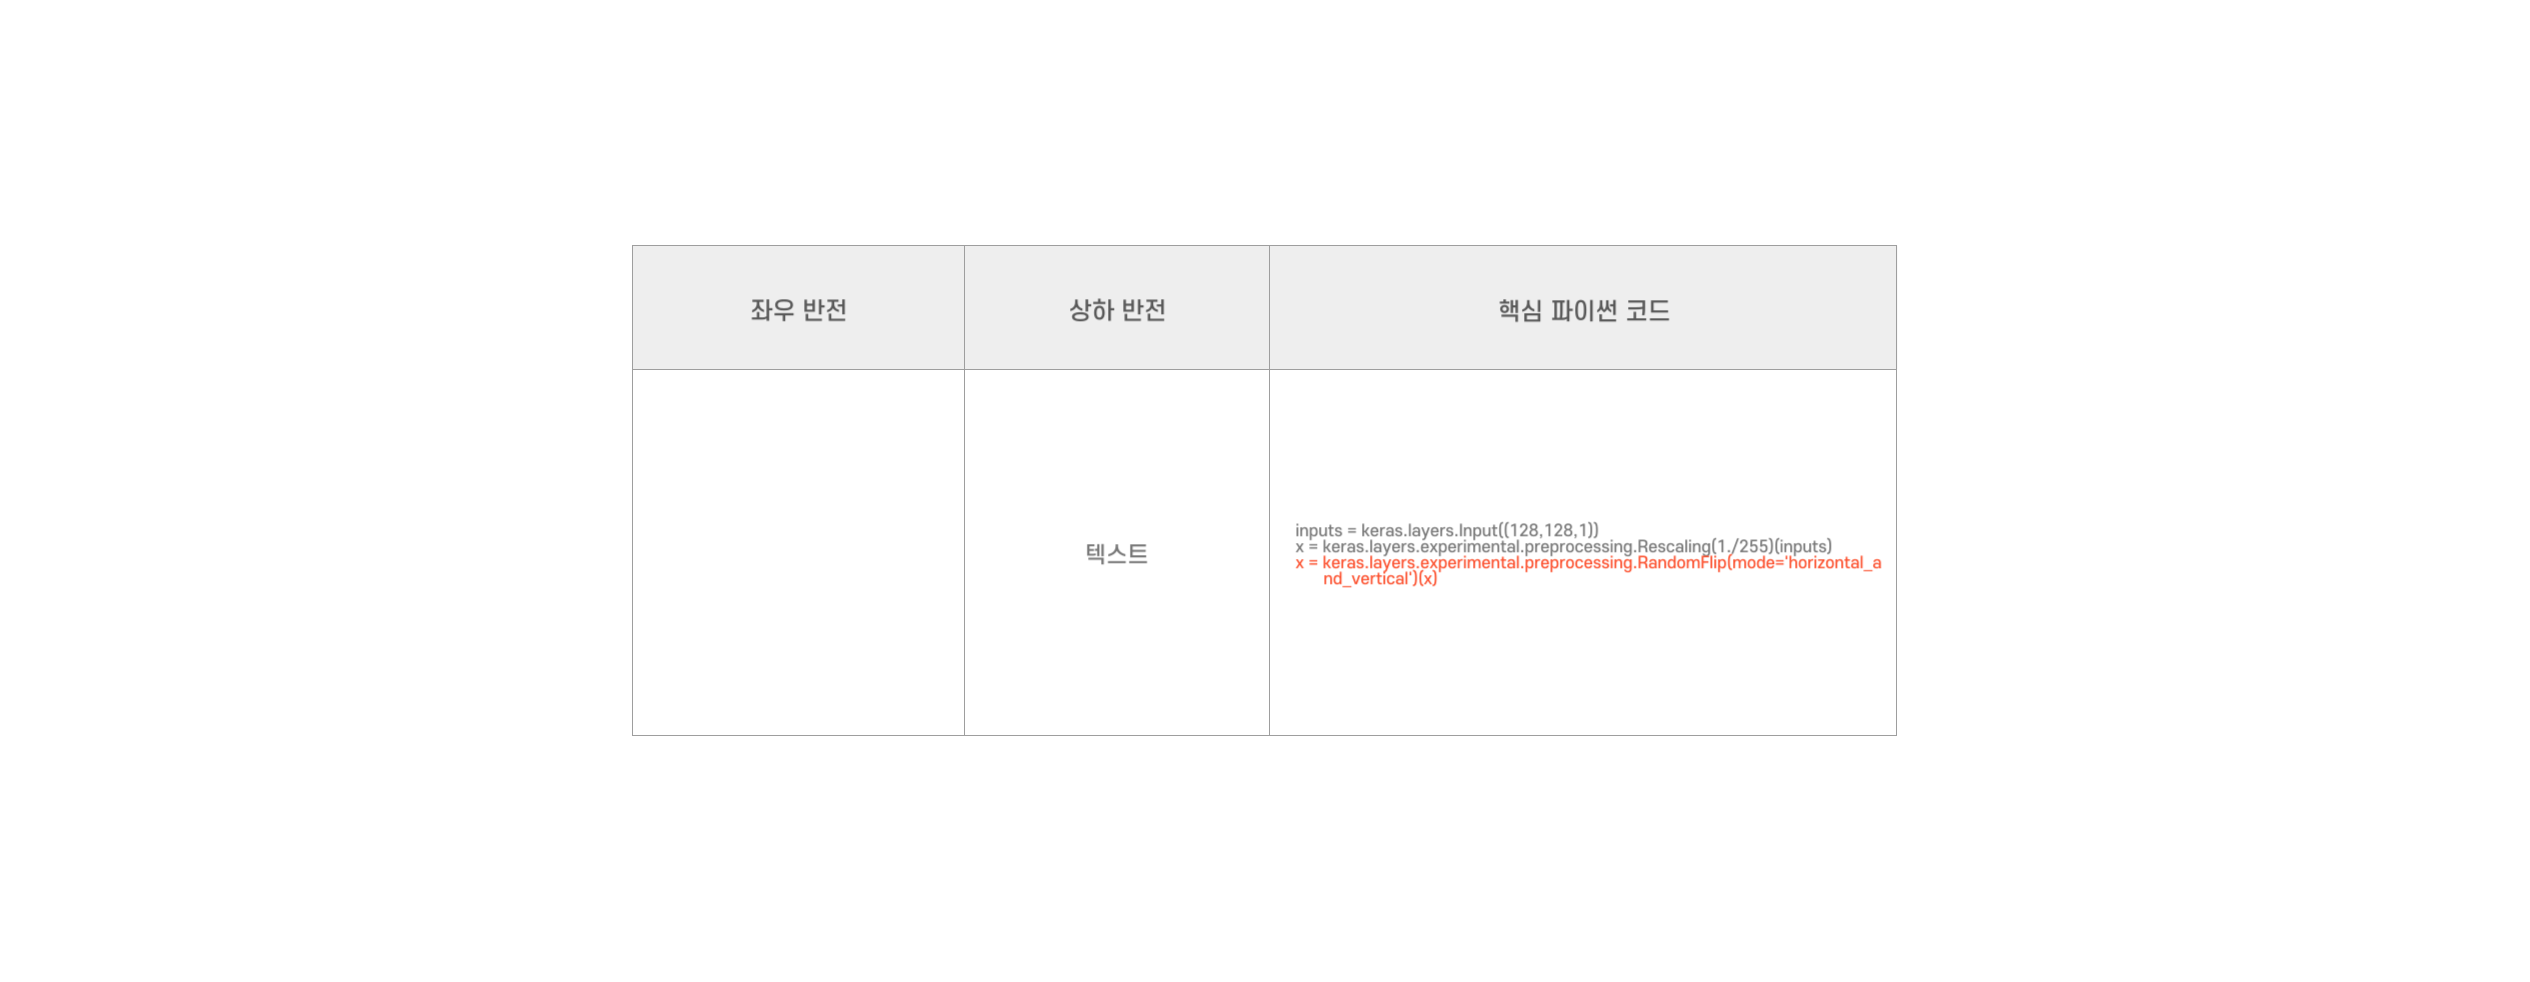 좌우 반전
상하 반전
핵심 파이썬 코드
텍스트
inputs = keras.layers.Input((128,128,1))
x = keras.layers.experimental.preprocessing.Rescaling(1./255)(inputs)
x = keras.layers.experimental.preprocessing.RandomFlip(mode='horizontal_a
nd_vertical')(x)